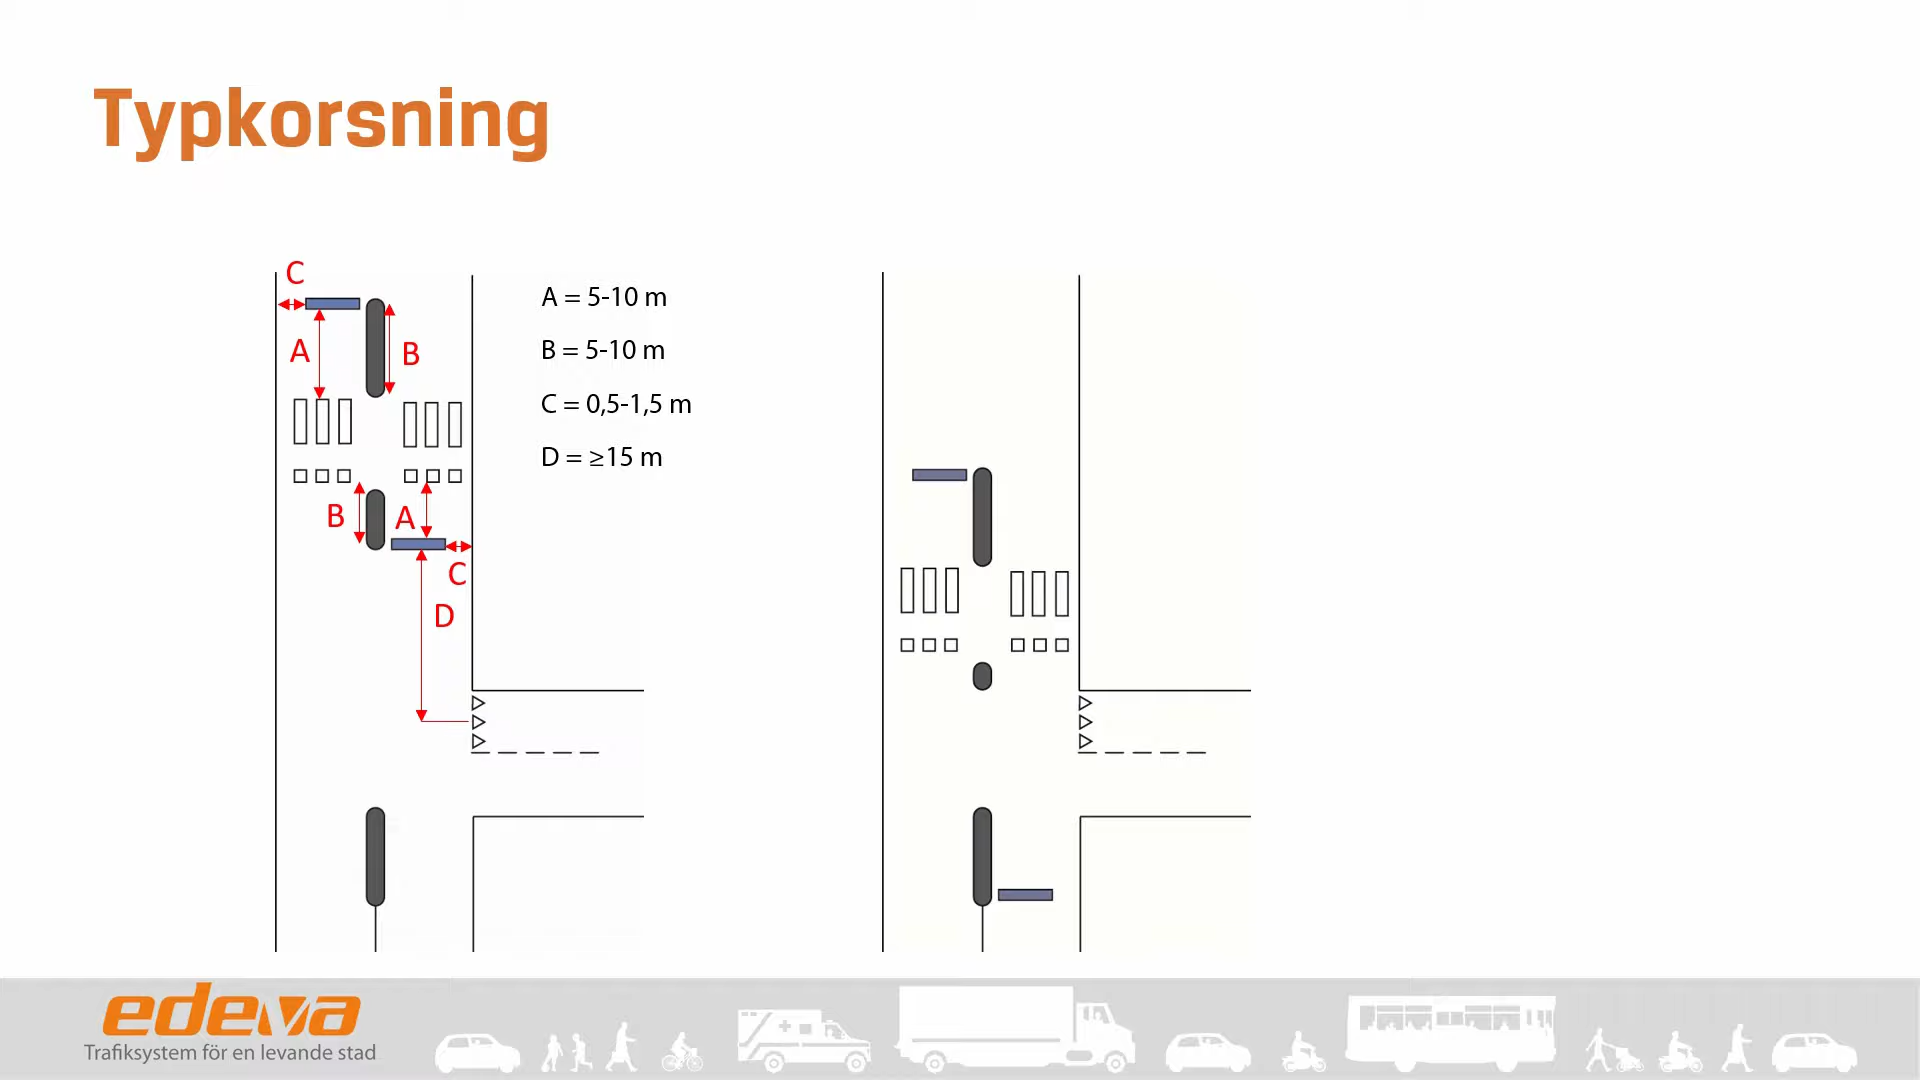 Typkorsning
C
A
B
B
A
C
D
A = 5-10 m
B = 5-10 m
C = 0,5-1,5 m
D = ≥15 m
edeva
Trafiksystem för en levande stad